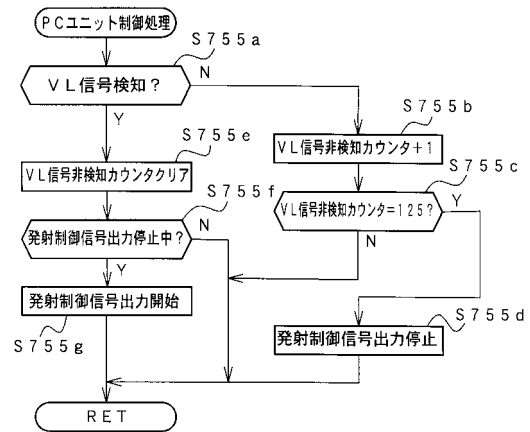 PCユニット制御処理
S755a
VL信号検知?
N
Y
S755b
VL信号非検知カウンタ+1
S755e
VL信号非検知カウンタクリア
S755c
VL信号非検知カウンタ=125?
Y
N
S755f
発射制御信号出力停止中?
N
Y
発射制御信号出力開始
S755g
S755d
発射制御信号出力停止
RET